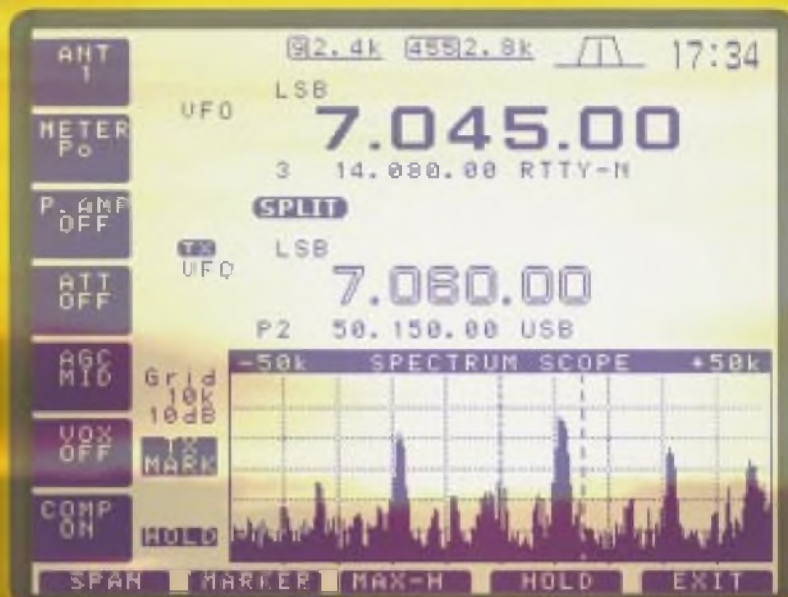 ANT
1
9 2.4k 455 2.8k 17:34
LSB
VFO 7.045.00
METER
Po
3 14.080.00 RTTY-N
P.AMP
OFF
SPLIT
TX LSB
VFO 7.060.00
ATT
OFF
P2 50.150.00 USB
AGC
MID
-50k SPECTRUM SCOPE +50k
Grid
10k
10dB
VOX
OFF
TX
MARK
COMP
ON
HOLD
SPAN MARKER MAX-H HOLD EXIT